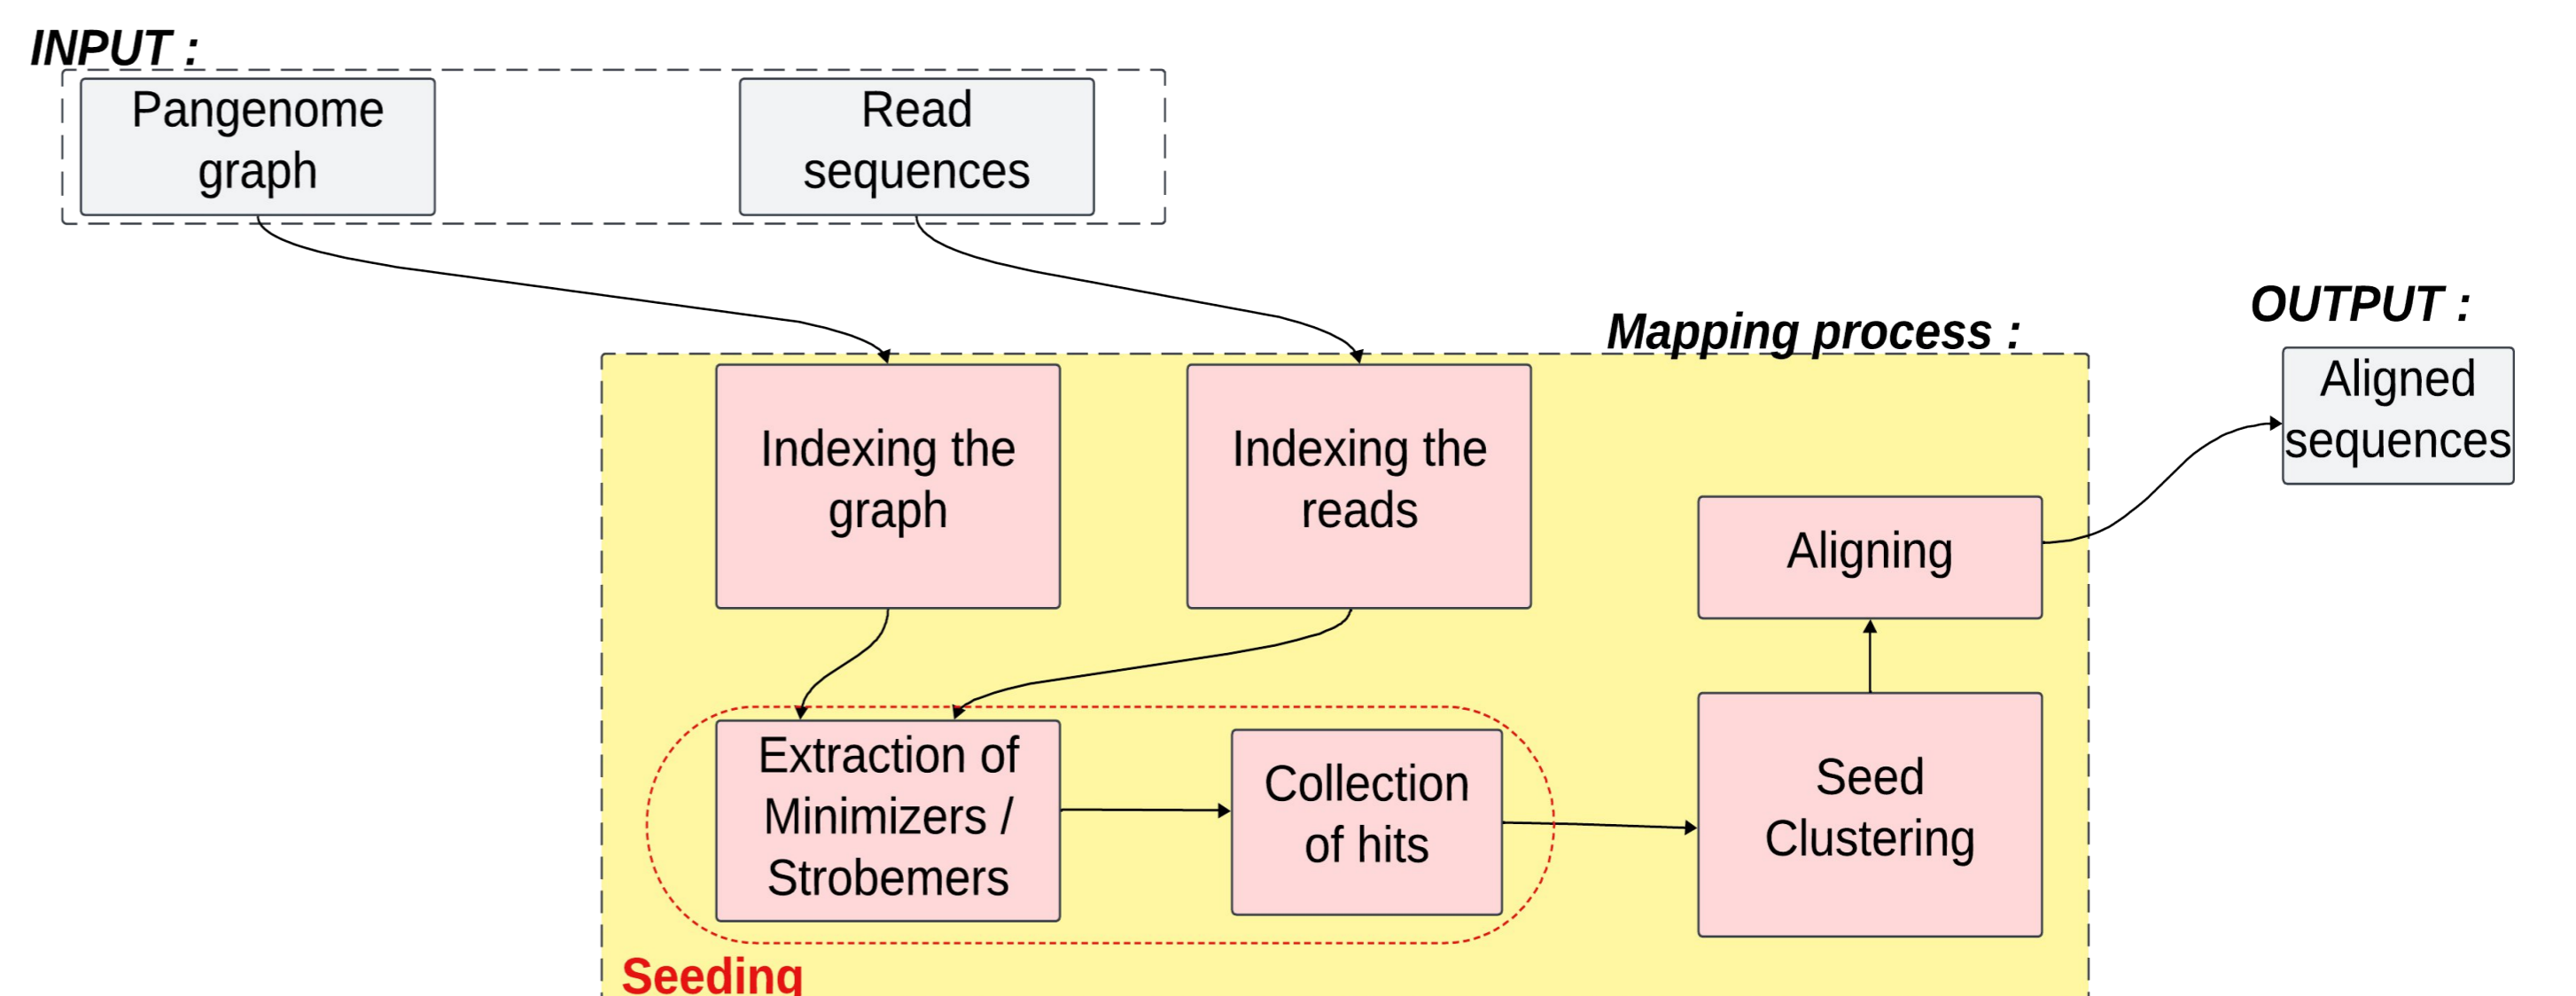 INPUT :
Pangenome
graph
Read
sequences
Mapping process :
OUTPUT :
Aligned
sequences
Indexing the
graph
Indexing the
reads
Aligning
Extraction of
Minimizers /
Strobemers
Collection
of hits
Seed
Clustering
Seeding